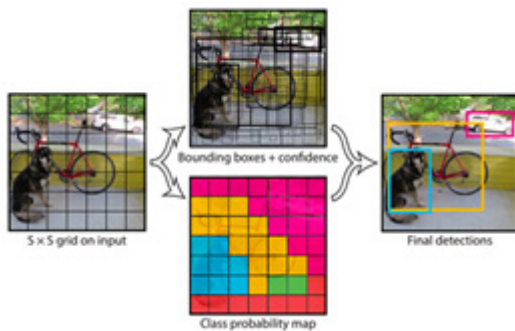 S × S grid on input
Bounding boxes + confidence
Class probability map
Final detections